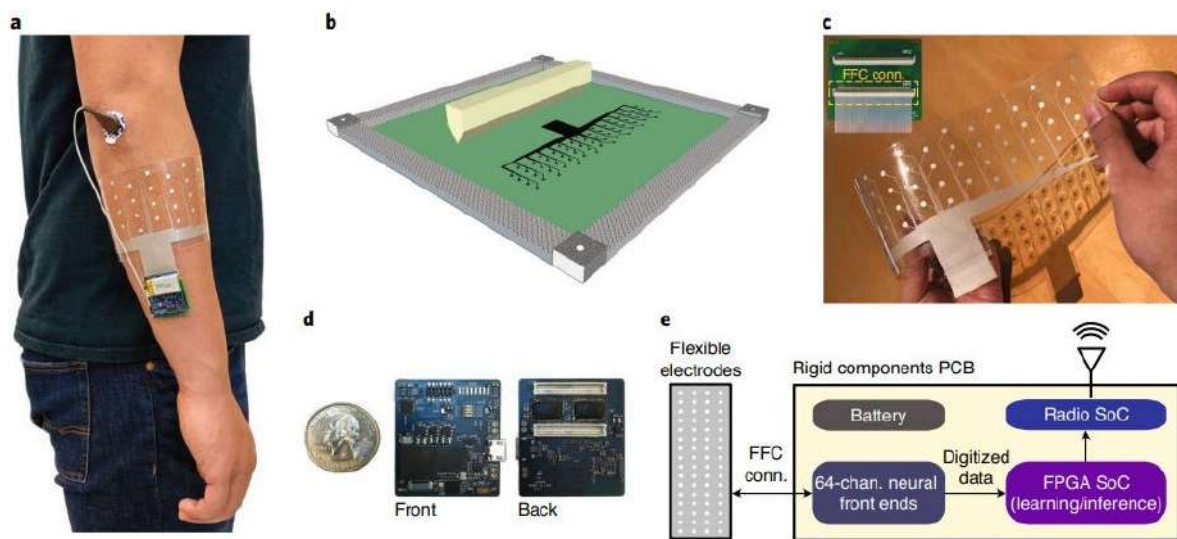 a
b
c
FFC conn.
d
Front
Back
e
Flexible
electrodes
FFC
conn.
Rigid components PCB
Battery
Radio SoC
64-chan. neural
front ends
Digitized
data
FPGA SoC
(learning/inference)